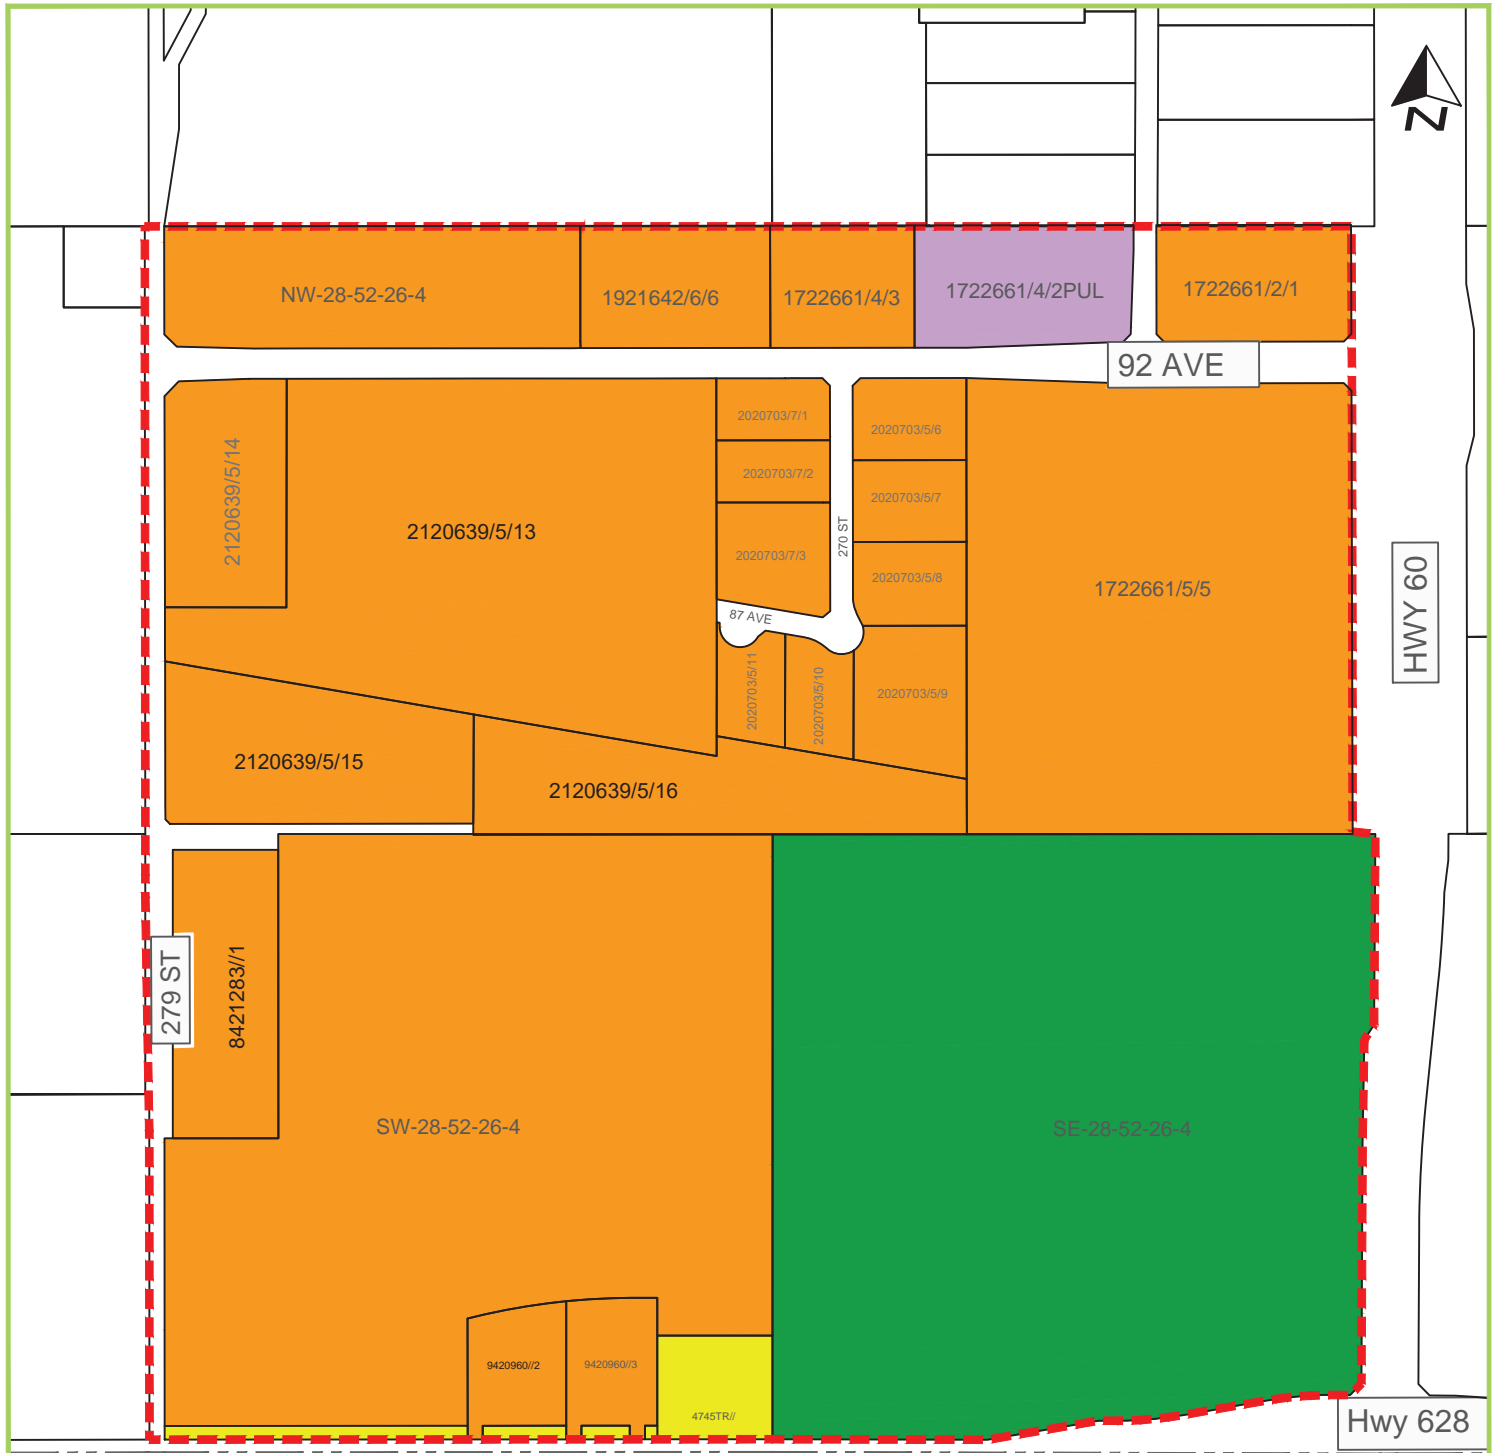 N
NW-28-52-26-4
1921642/6/6
1722661/4/3
1722661/4/2PUL
1722661/2/1
92 AVE
2120639/5/14
2120639/5/13
2020703/7/1
2020703/7/2
2020703/7/3
270 ST
2020703/5/6
2020703/5/7
2020703/5/8
1722661/5/5
HWY 60
87 AVE
2020703/5/11
2020703/5/10
2020703/5/9
2120639/5/15
2120639/5/16
279 ST
8421283//1
SW-28-52-26-4
SE-28-52-26-4
9420960//2
9420960//3
4745TR//
Hwy 628